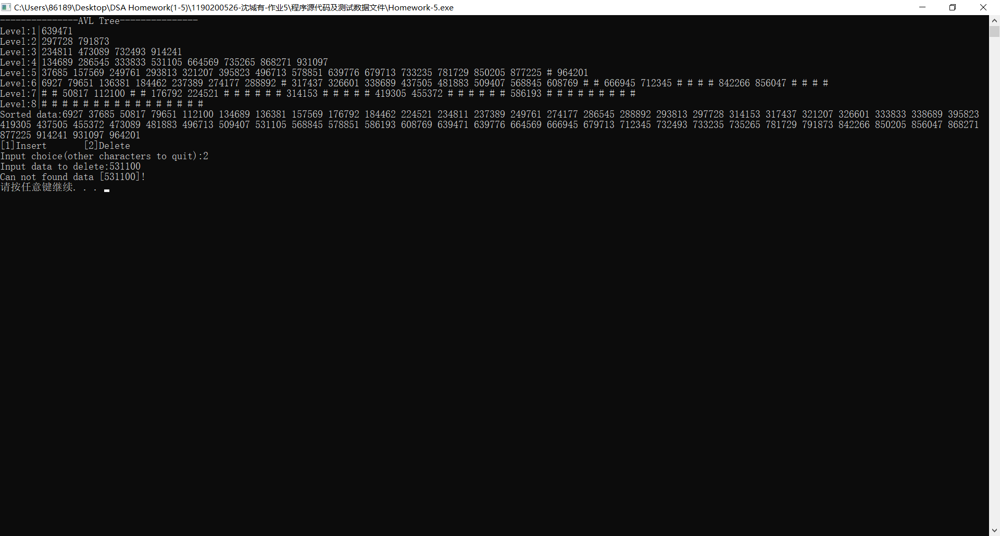 C:\Users\86189\Desktop\DSA Homework(1-5)\1190200526-沈城有-作业5\程序源代码及测试数据文件\Homework-5.exe
---------------AVL Tree---------------
Level:1|639471
Level:2|297728 791873
Level:3|234811 473089 732493 914241
Level:4|134689 286545 333833 531105 664569 735265 868271 931097
Level:5|37685 157569 249761 293813 321207 395823 496713 578851 639776 679713 733235 781729 850205 877225 # 964201
Level:6|6927 79651 136381 184462 237389 274177 288892 # 317437 326601 338689 437505 481883 509407 568845 608769 # # 666945 712345 # # # # 842266 856047 # # # #
Level:7|# # 50817 112100 # # 176792 224521 # # # # # # 314153 # # # # # 419305 455372 # # # # # # 586193 # # # # # # # # #
Level:8|# # # # # # # # # # # # # # # #
Sorted data:6927 37685 50817 79651 112100 134689 136381 157569 176792 184462 224521 234811 237389 249761 274177 286545 288892 293813 297728 314153 317437 321207 326601 333833 338689 395823
419305 437505 455372 473089 481883 496713 509407 531105 568845 578851 586193 608769 639471 639776 664569 666945 679713 712345 732493 733235 735265 781729 791873 842266 850205 856047 868271
877225 914241 931097 964201
[1]Insert [2]Delete
Input choice(other characters to quit):2
Input data to delete:531100
Can not found data [531100]!
请按任意键继续. . .